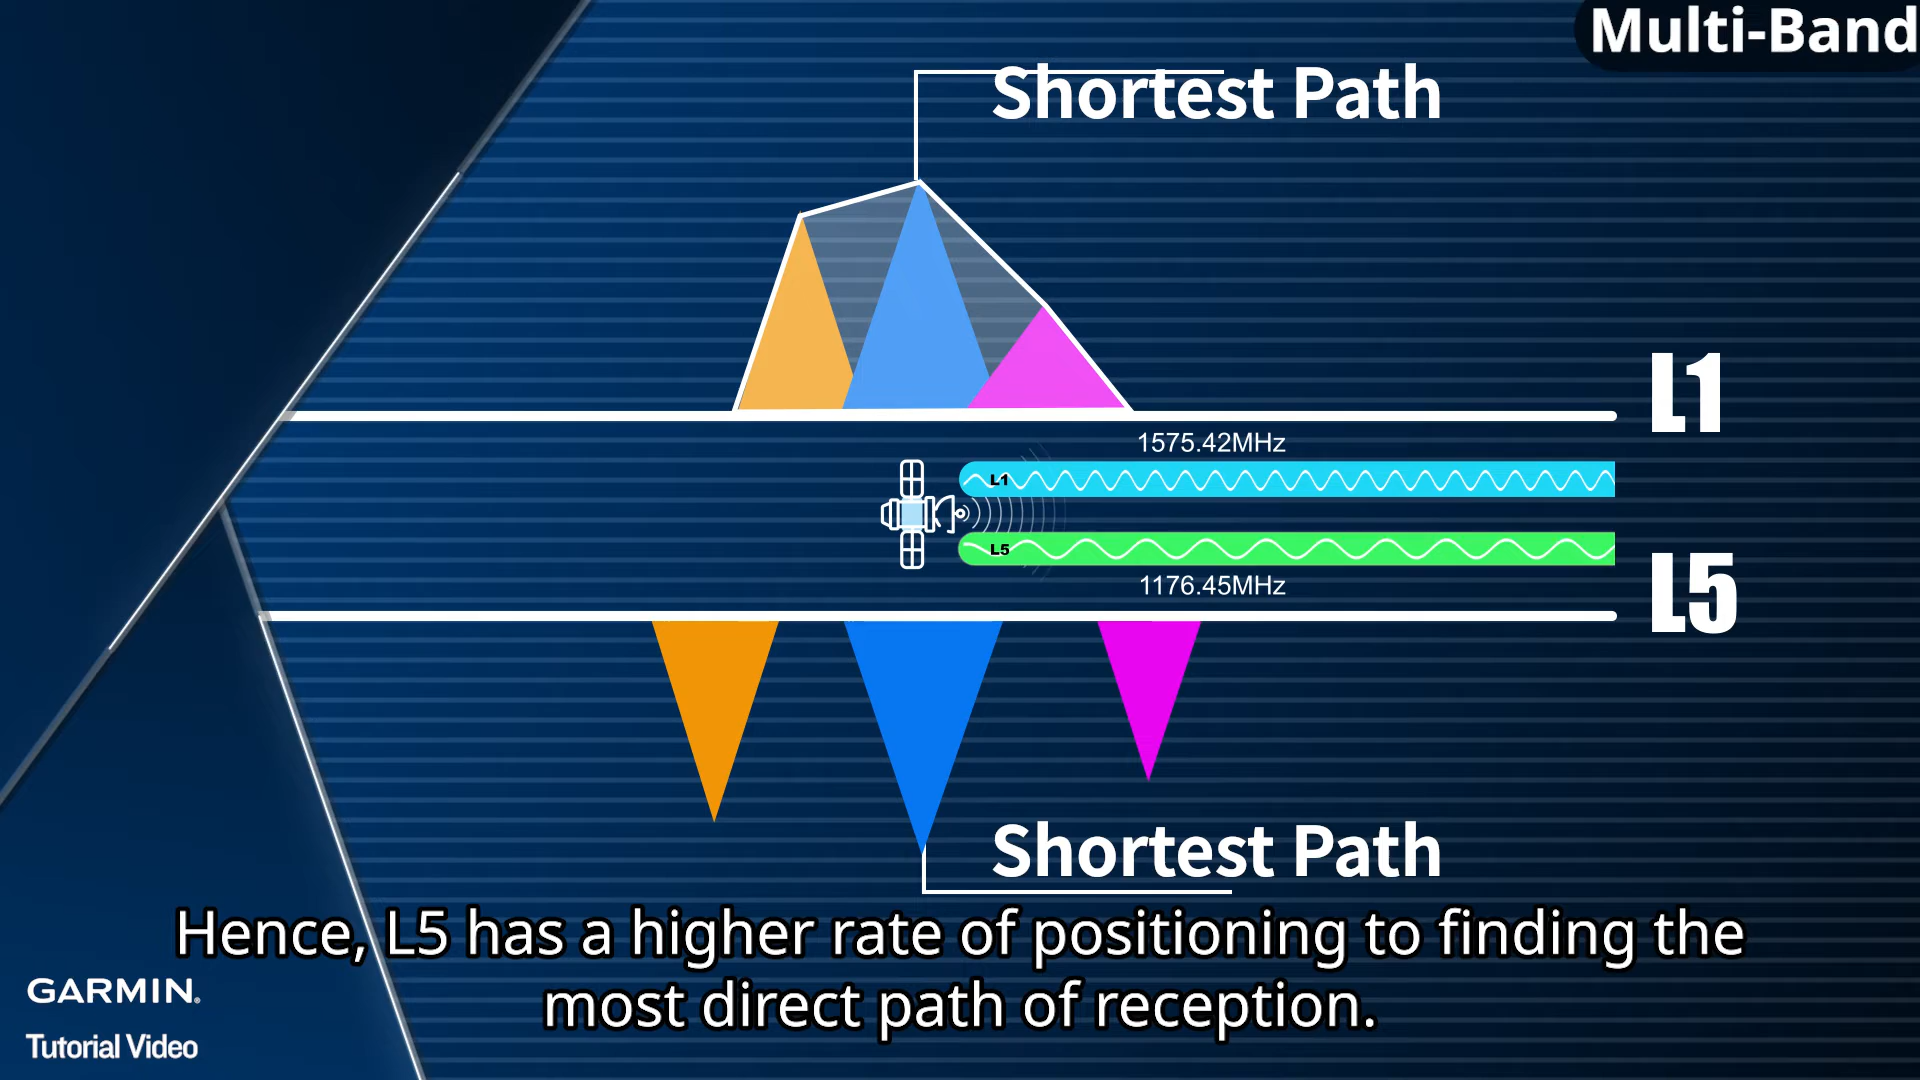 Multi-Band
Shortest Path
L1
1575.42MHz
L1
L5
1176.45MHz
L5
Shortest Path
Hence, L5 has a higher rate of positioning to finding the
most direct path of reception.
GARMIN®
Tutorial Video